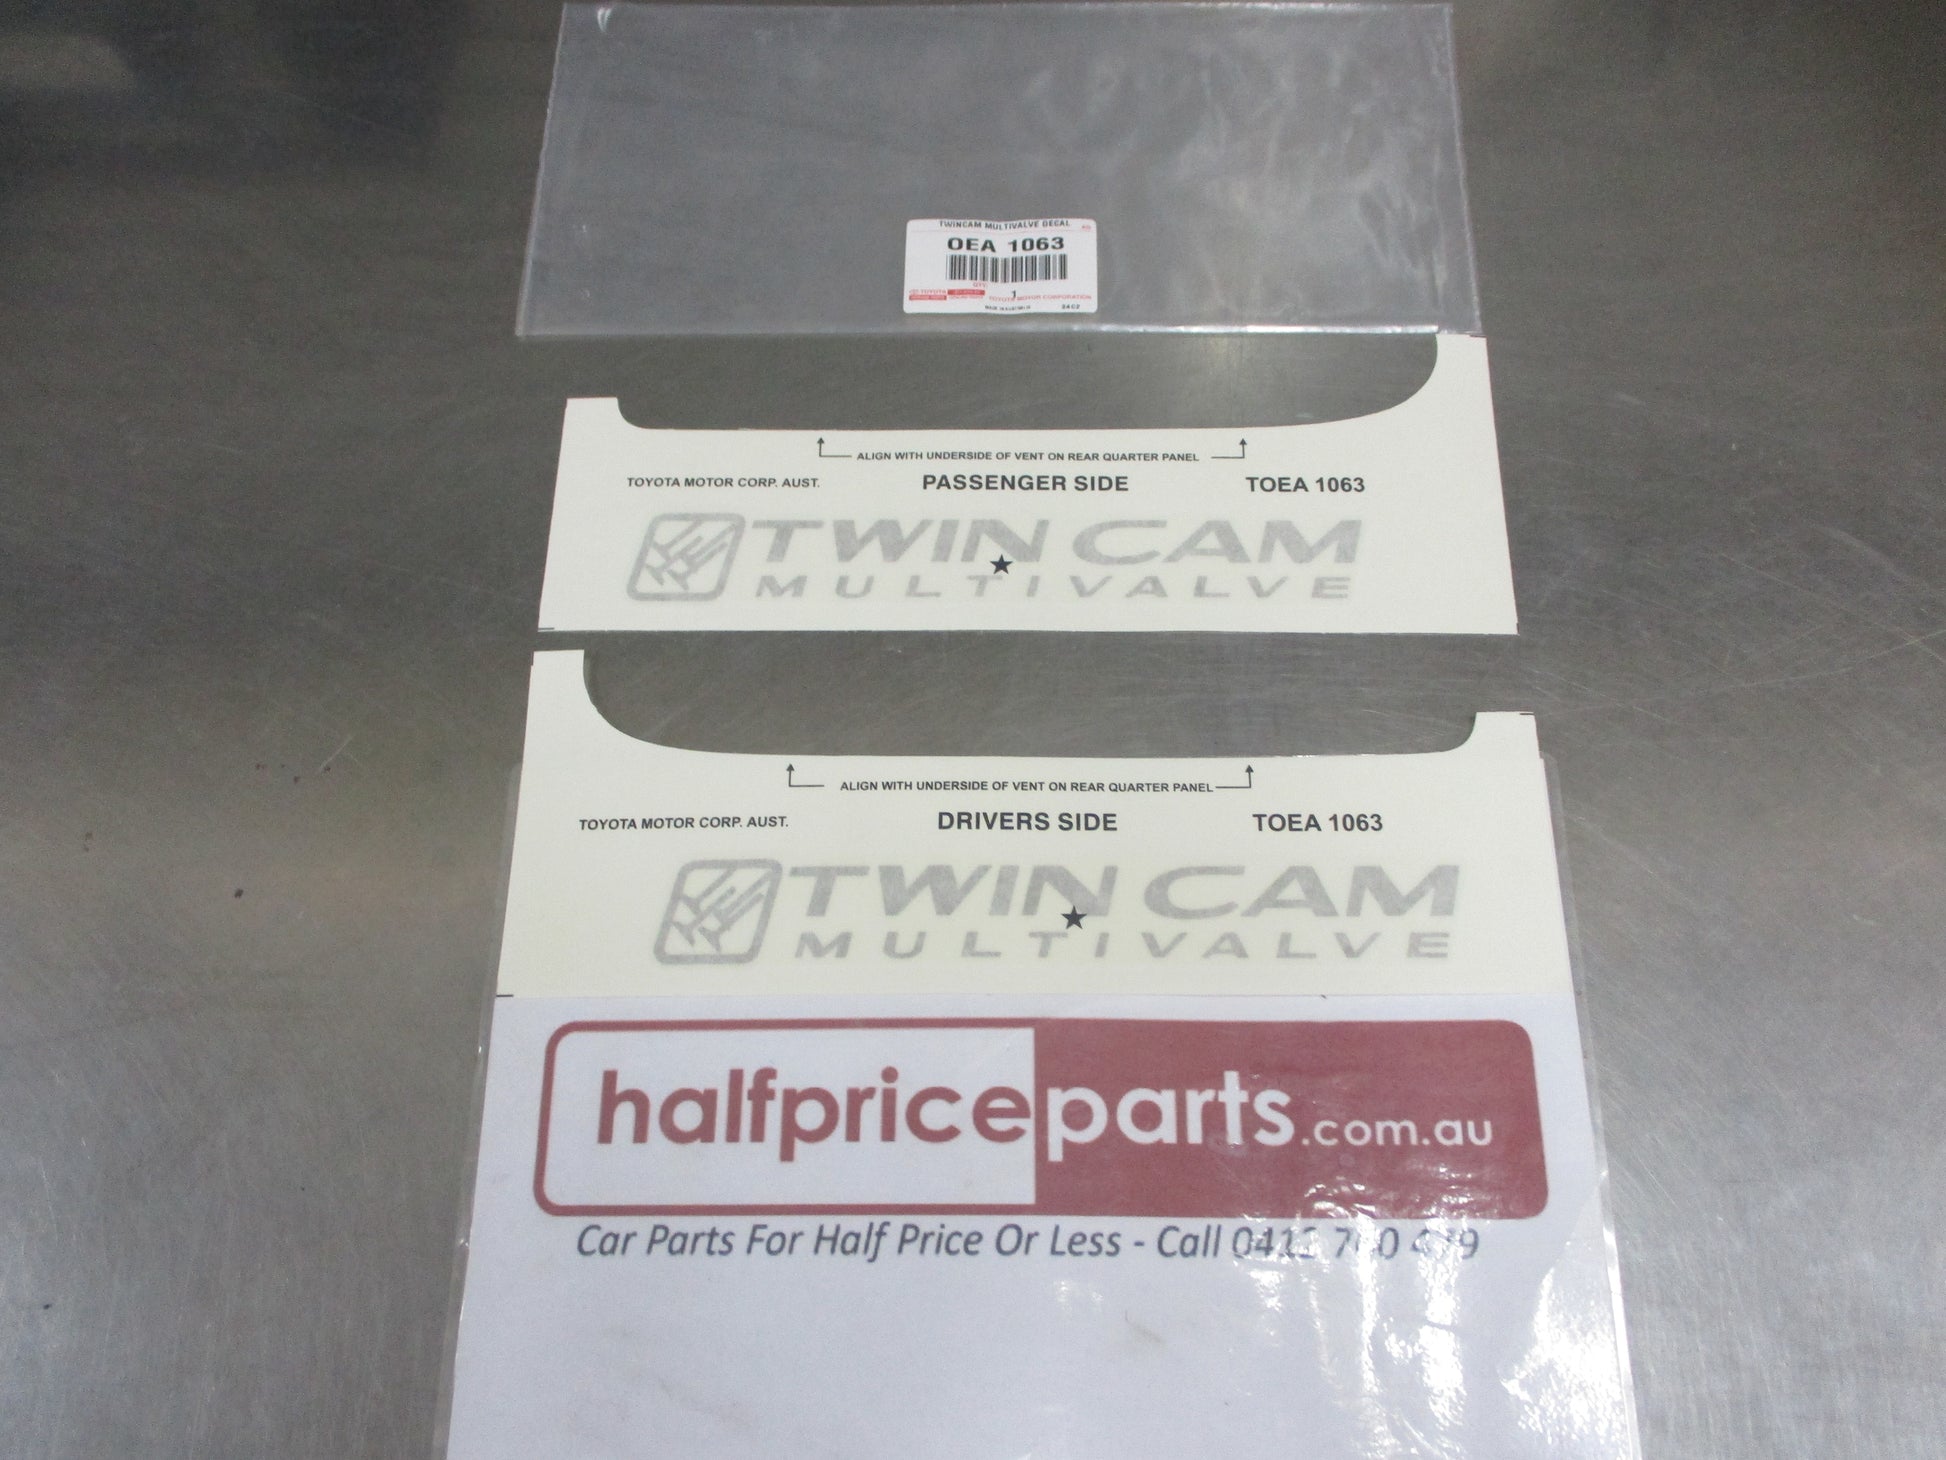 TWINCAM MULTIVALVE DECAL
OEA 1063
QTY.
1
TOYOTA
TOYOTA MOTOR CORPORATION
ALIGN WITH UNDERSIDE OF VENT ON REAR QUARTER PANEL
TOYOTA MOTOR CORP. AUST. PASSENGER SIDE TOEA 1063
TWIN CAM
MULTIVALVE
ALIGN WITH UNDERSIDE OF VENT ON REAR QUARTER PANEL
TOYOTA MOTOR CORP. AUST. DRIVERS SIDE TOEA 1063
TWIN CAM
MULTIVALVE
halfpriceparts.com.au
Car Parts For Half Price Or Less - Call